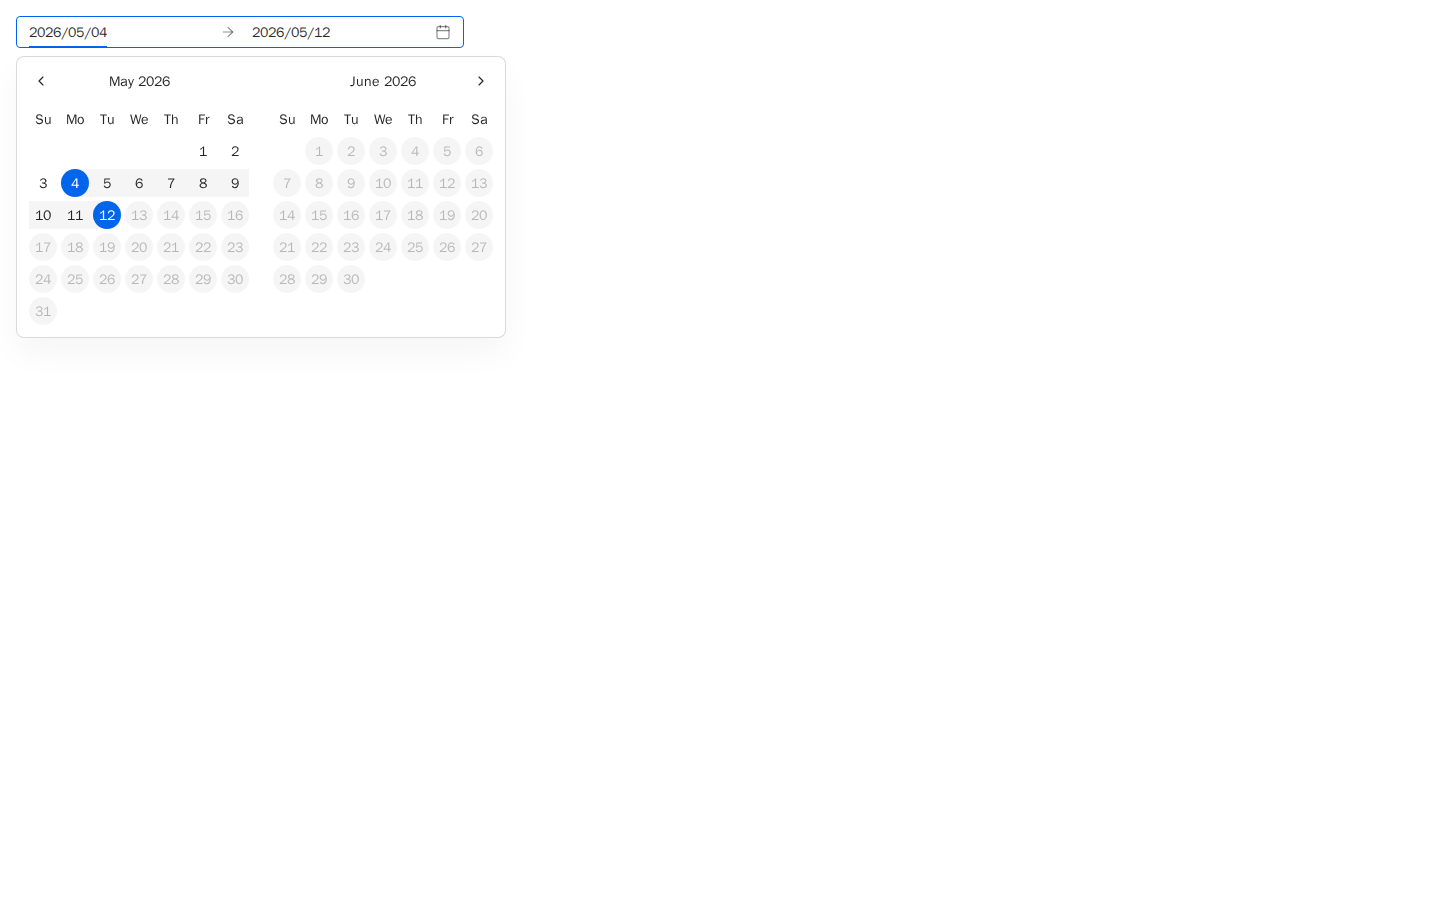 2026/05/04 → 2026/05/12
May 2026
Su Mo Tu We Th Fr Sa
1 2
3 4 5 6 7 8 9
10 11 12 13 14 15 16
17 18 19 20 21 22 23
24 25 26 27 28 29 30
31
June 2026
Su Mo Tu We Th Fr Sa
1 2 3 4 5 6
7 8 9 10 11 12 13
14 15 16 17 18 19 20
21 22 23 24 25 26 27
28 29 30